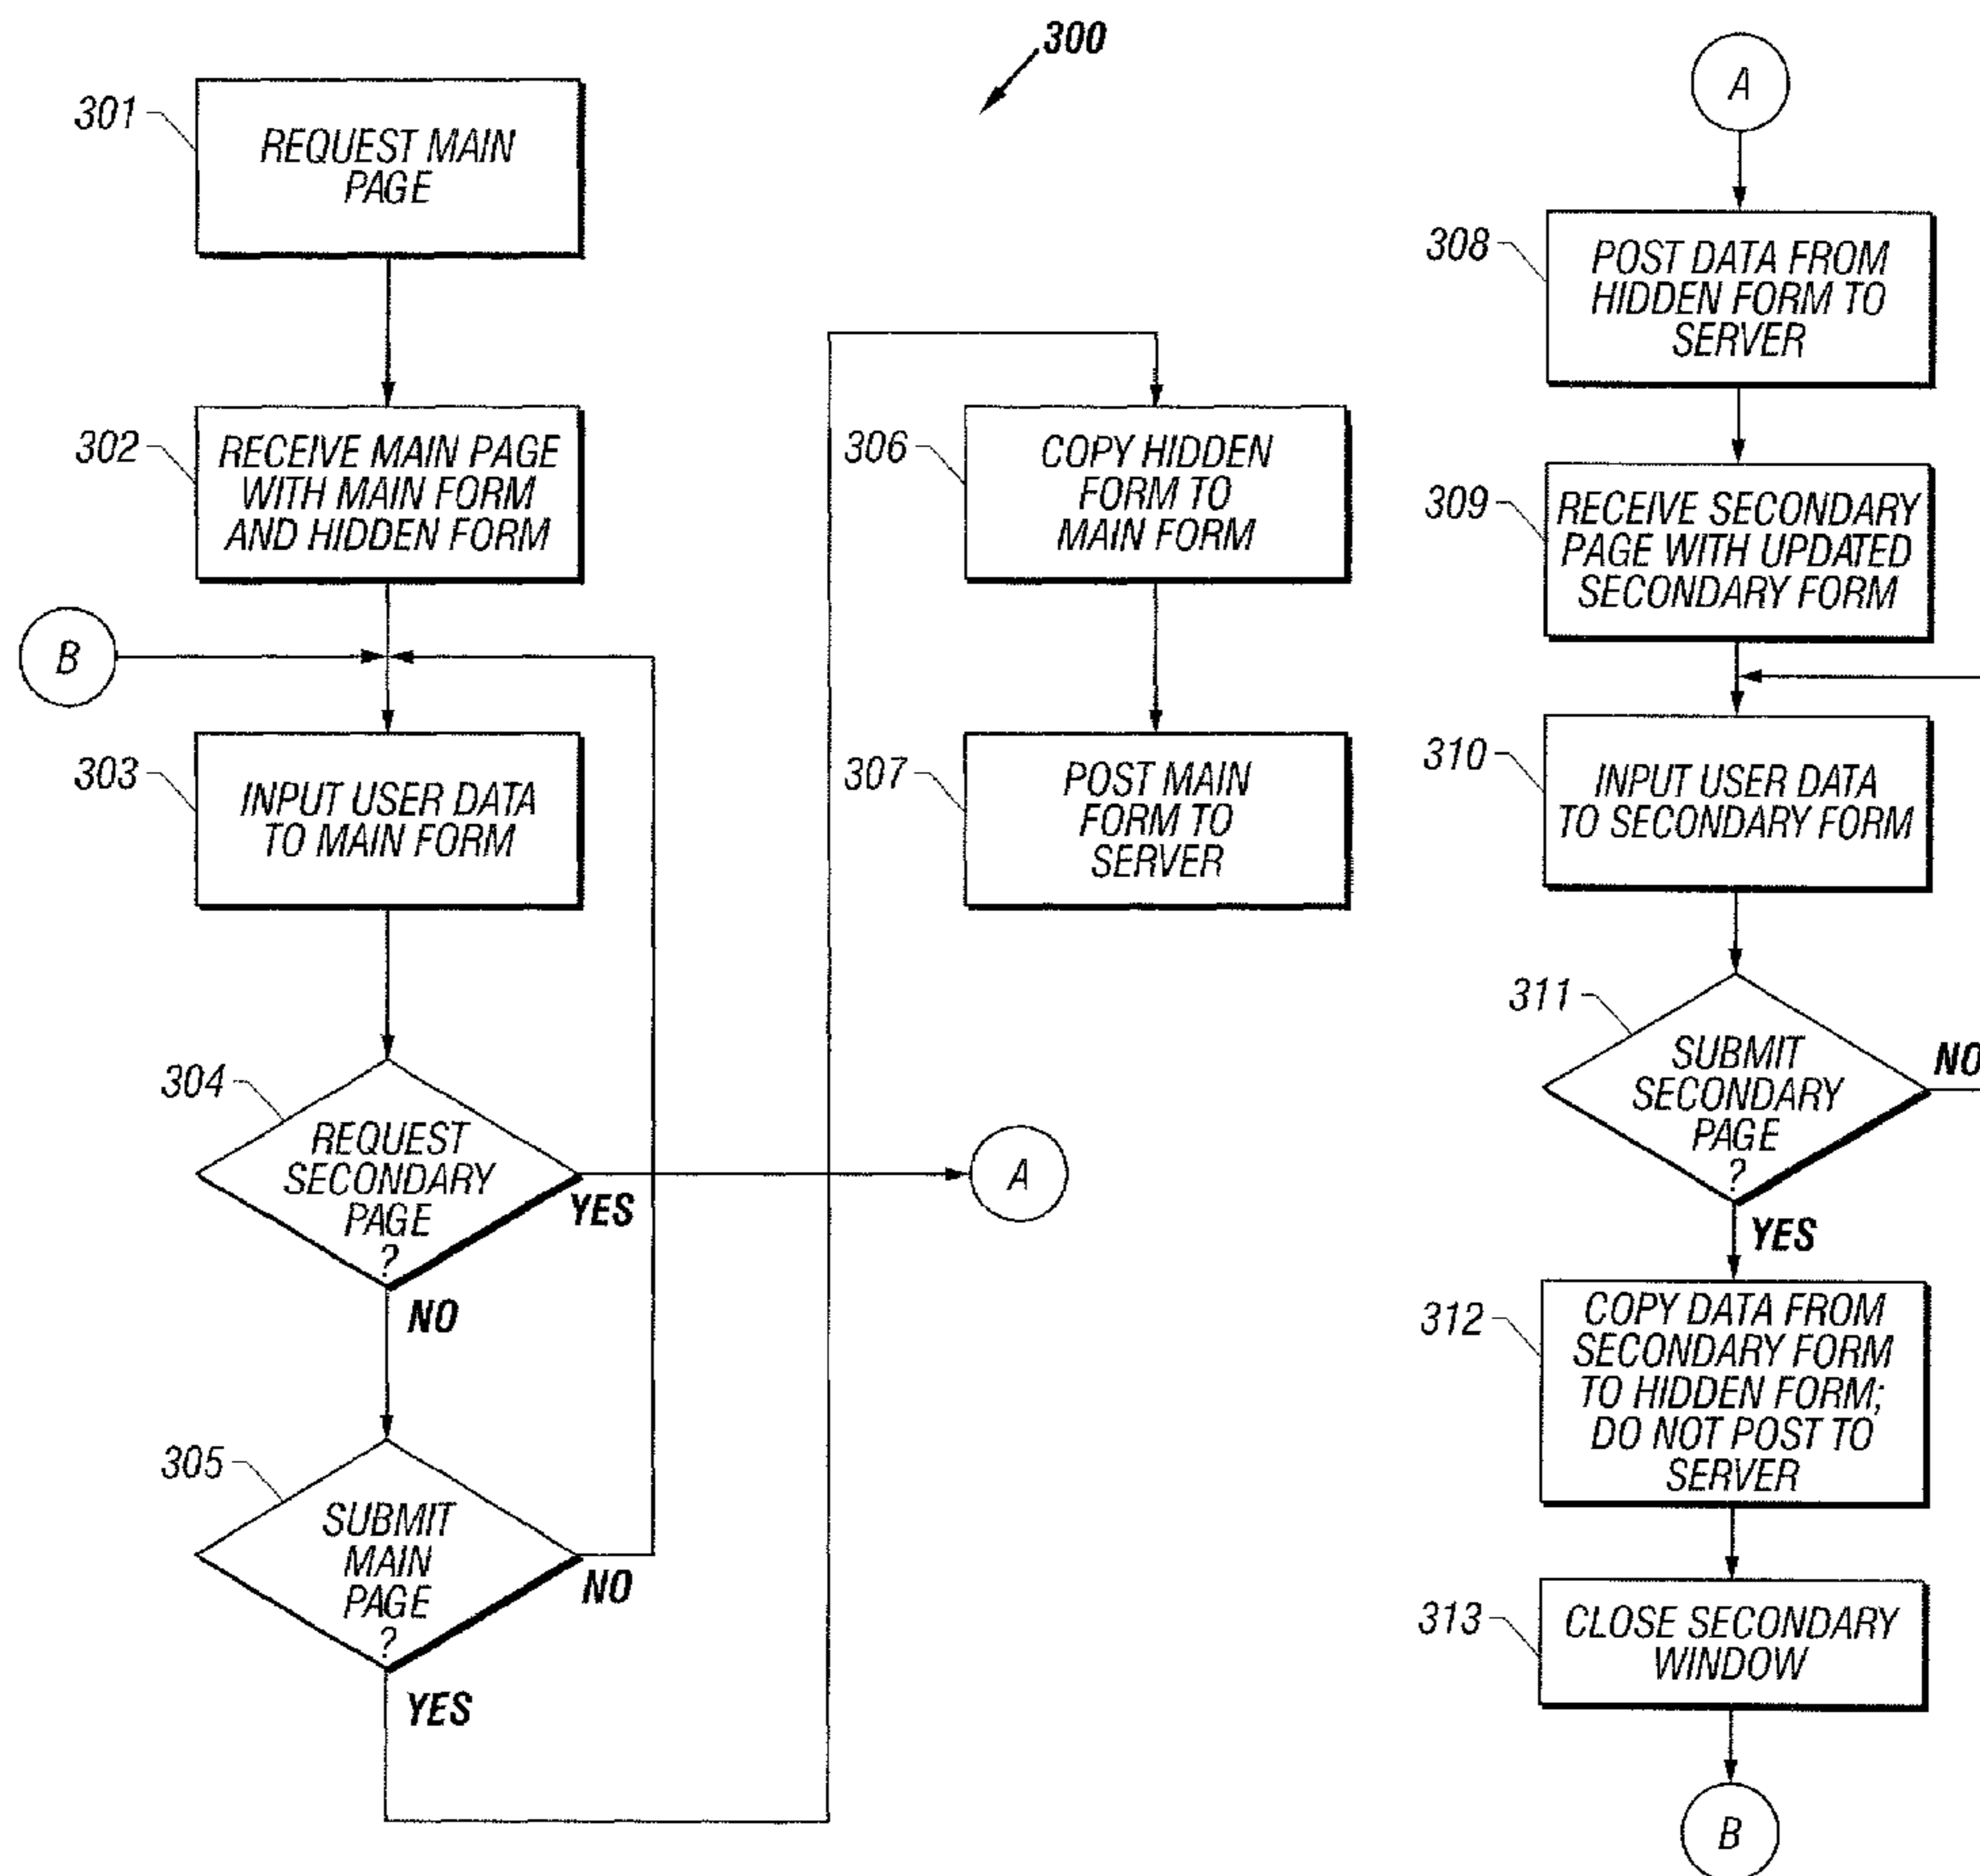 300
301
REQUEST MAIN
PAGE
302
RECEIVE MAIN PAGE
WITH MAIN FORM
AND HIDDEN FORM
B
303
INPUT USER DATA
TO MAIN FORM
304
REQUEST
SECONDARY
PAGE
?
YES
NO
A
305
SUBMIT
MAIN
PAGE
?
NO
YES
306
COPY HIDDEN
FORM TO
MAIN FORM
307
POST MAIN
FORM TO
SERVER
A
308
POST DATA FROM
HIDDEN FORM TO
SERVER
309
RECEIVE SECONDARY
PAGE WITH UPDATED
SECONDARY FORM
310
INPUT USER DATA
TO SECONDARY FORM
311
SUBMIT
SECONDARY
PAGE
?
NO
YES
312
COPY DATA FROM
SECONDARY FORM
TO HIDDEN FORM;
DO NOT POST TO
SERVER
313
CLOSE SECONDARY
WINDOW
B